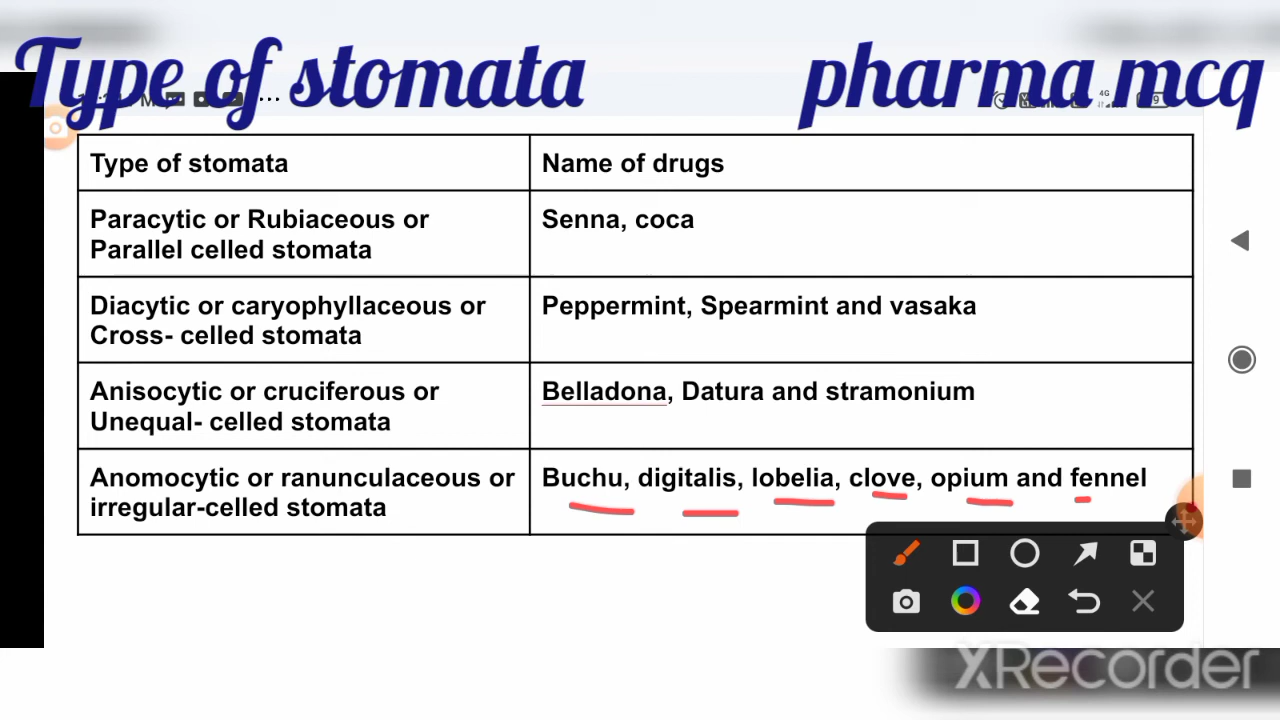 Type of stomata pharma mcq
4G
Type of stomata Name of drugs
Paracytic or Rubiaceous or
Parallel celled stomata
Senna, coca
Diacytic or caryophyllaceous or
Cross- celled stomata
Peppermint, Spearmint and vasaka
Anisocytic or cruciferous or
Unequal- celled stomata
Belladona, Datura and stramonium
Anomocytic or ranunculaceous or
irregular-celled stomata
Buchu, digitalis, lobelia, clove, opium and fennel
XRecorder